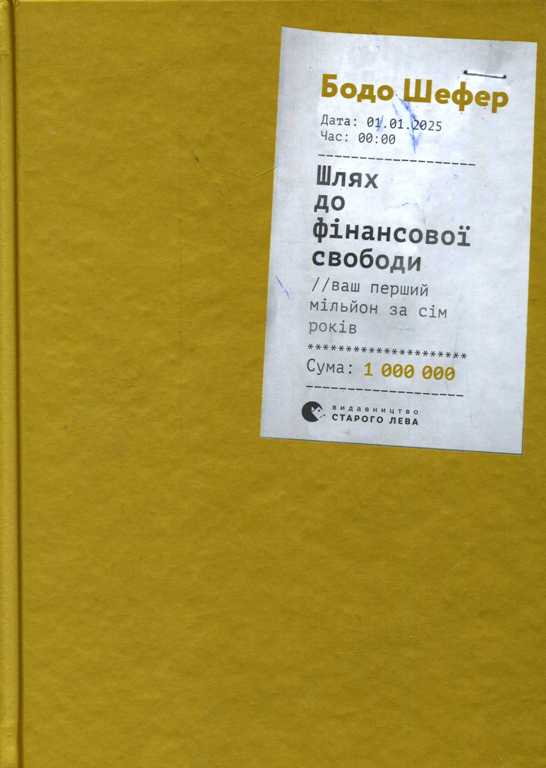 Бодо Шефер
Дата: 01.01.2025
Час: 00:00
--------------------
Шлях
до
фінансової
свободи
//ваш перший
мільйон за сім
років
*********************
Сума: 1 000 000
--------------------
ВИДАВНИЦТВО
СТАРОГО ЛЕВА